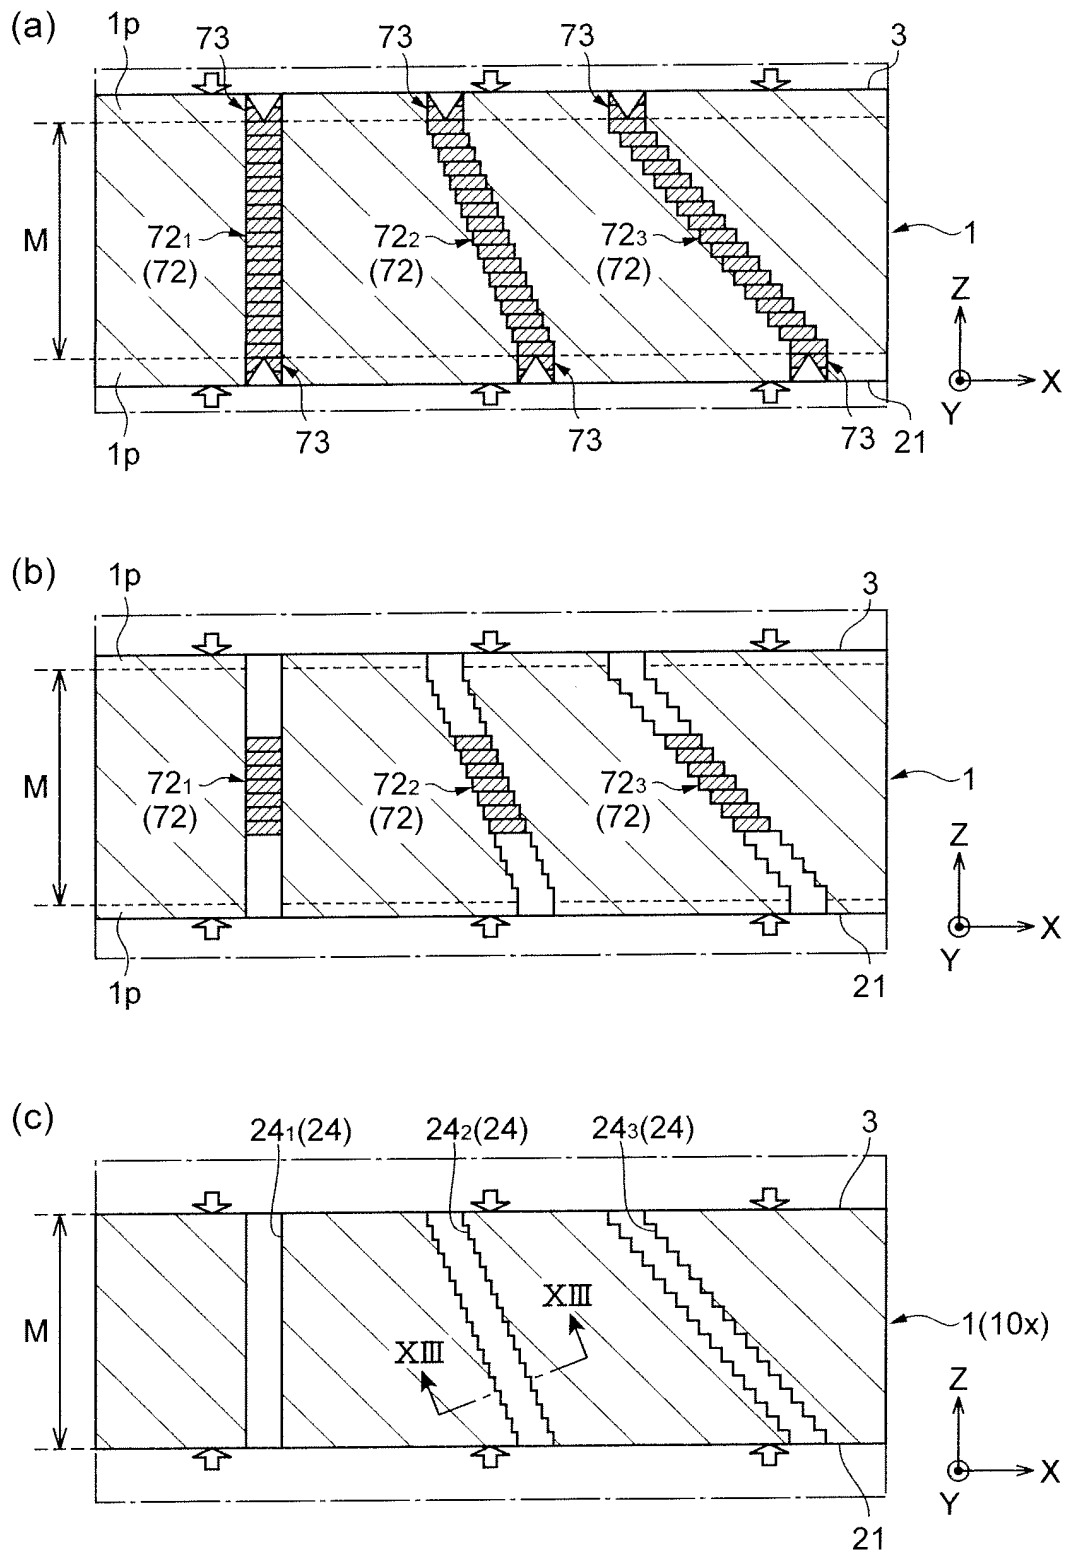 (a)
1p 73 73 73 3
M 72₁ (72) 72₂ (72) 72₃ (72) 1
Z
X
Y
1p 73 73 73 21
(b)
1p 3
M 72₁ (72) 72₂ (72) 72₃ (72) 1
Z
X
Y
1p 21
(c)
24₁(24) 24₂(24) 24₃(24) 3
XIII
M XIII 1(10x)
Z
X
Y
21